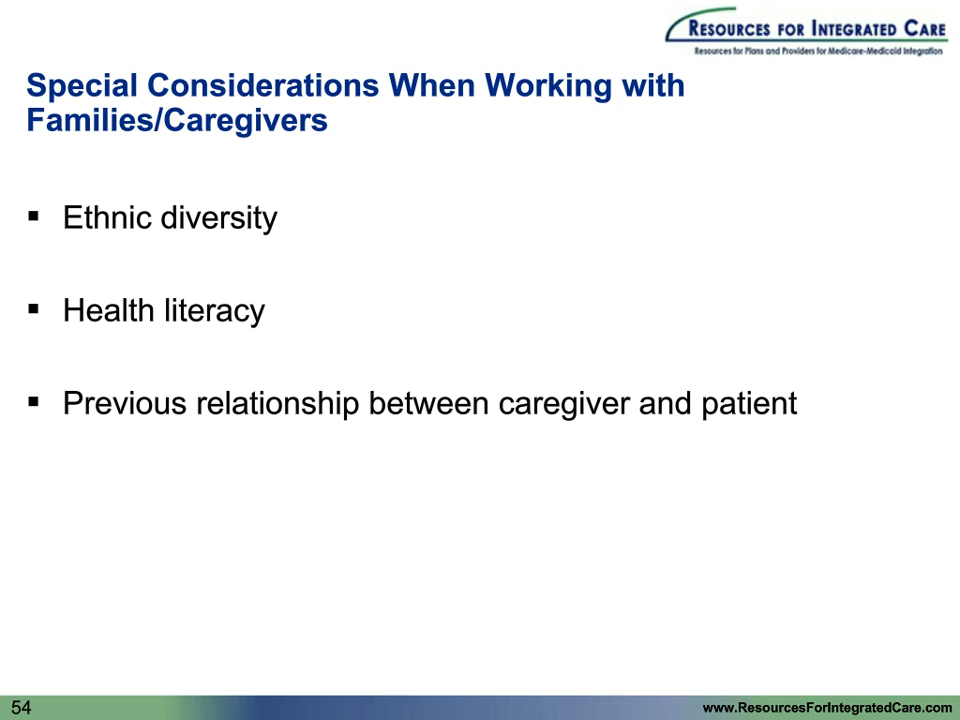 RESOURCES FOR INTEGRATED CARE
Resources for Plans and Providers for Medicare-Medicaid Integration
Special Considerations When Working with
Families/Caregivers
▪ Ethnic diversity
▪ Health literacy
▪ Previous relationship between caregiver and patient
54
www.ResourcesForIntegratedCare.com